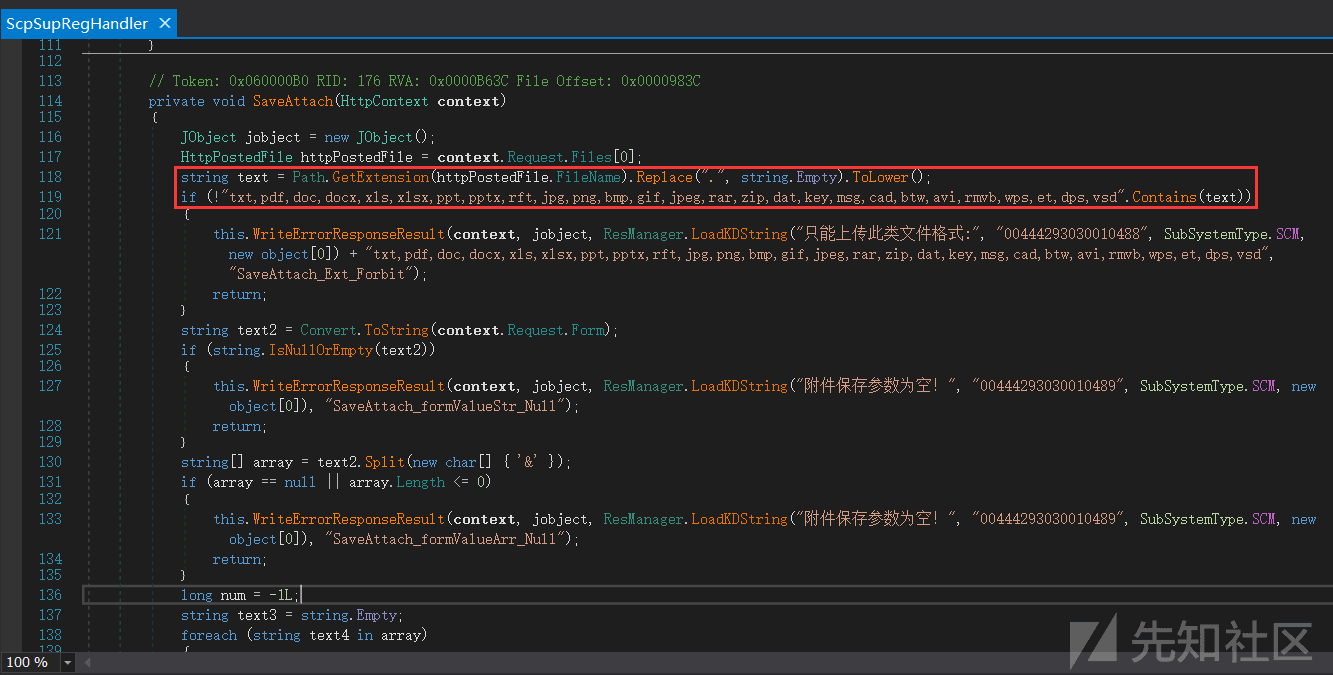 ScpSupRegHandler ✕
111 }
112
113 // Token: 0x060000B0 RID: 176 RVA: 0x0000B63C File Offset: 0x0000983C
114 private void SaveAttach(HttpContext context)
115 {
116 JObject jobject = new JObject();
117 HttpPostedFile httpPostedFile = context.Request.Files[0];
118 string text = Path.GetExtension(httpPostedFile.FileName).Replace(".", string.Empty).ToLower();
119 if (!"txt,pdf,doc,docx,xls,xlsx,ppt,pptx,rft,jpg,png,bmp,gif,jpeg,rar,zip,dat,key,msg,cad,btw,avi,rmvb,wps,et,dps,vsd".Contains(text))
120 {
121 this.WriteErrorResponseResult(context, jobject, ResManager.LoadKDString("只能上传此类文件格式:", "00444293030010488", SubSystemType.SCM,
new object[0]) + "txt,pdf,doc,docx,xls,xlsx,ppt,pptx,rft,jpg,png,bmp,gif,jpeg,rar,zip,dat,key,msg,cad,btw,avi,rmvb,wps,et,dps,vsd",
"SaveAttach_Ext_Forbit");
122 return;
123 }
124 string text2 = Convert.ToString(context.Request.Form);
125 if (string.IsNullOrEmpty(text2))
126 {
127 this.WriteErrorResponseResult(context, jobject, ResManager.LoadKDString("附件保存参数为空！", "00444293030010489", SubSystemType.SCM, new
object[0]), "SaveAttach_formValueStr_Null");
128 return;
129 }
130 string[] array = text2.Split(new char[] { '&' });
131 if (array == null || array.Length <= 0)
132 {
133 this.WriteErrorResponseResult(context, jobject, ResManager.LoadKDString("附件保存参数为空！", "00444293030010489", SubSystemType.SCM, new
object[0]), "SaveAttach_formValueArr_Null");
134 return;
135 }
136 long num = -1L;
137 string text3 = string.Empty;
138 foreach (string text4 in array)
139 {
100 %
先知社区